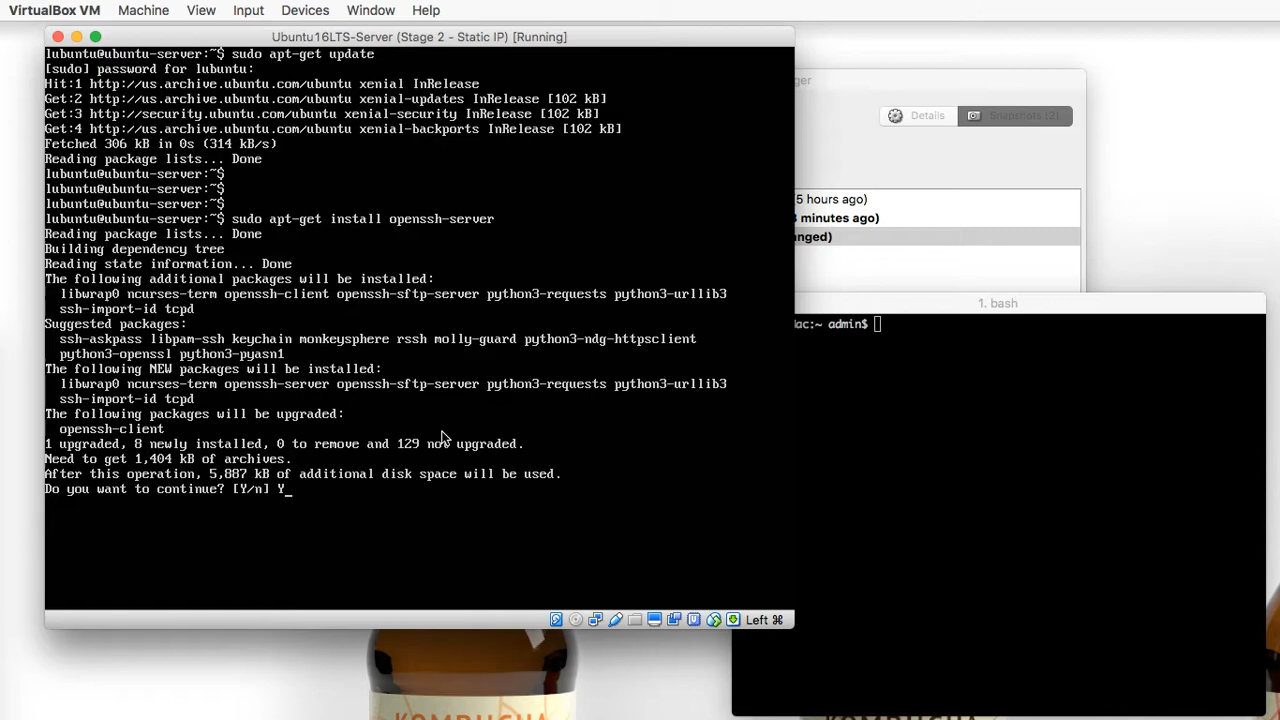 VirtualBox VM Machine View Input Devices Window Help
Ubuntu16LTS-Server (Stage 2 - Static IP) [Running]
lubuntu@ubuntu-server:~$ sudo apt-get update
[sudo] password for lubuntu:
Hit:1 http://us.archive.ubuntu.com/ubuntu xenial InRelease
Get:2 http://us.archive.ubuntu.com/ubuntu xenial-updates InRelease [102 kB]
Get:3 http://security.ubuntu.com/ubuntu xenial-security InRelease [102 kB]
Get:4 http://us.archive.ubuntu.com/ubuntu xenial-backports InRelease [102 kB]
Fetched 306 kB in 0s (314 kB/s)
Reading package lists... Done
lubuntu@ubuntu-server:~$
lubuntu@ubuntu-server:~$
lubuntu@ubuntu-server:~$
lubuntu@ubuntu-server:~$ sudo apt-get install openssh-server
Reading package lists... Done
Building dependency tree
Reading state information... Done
The following additional packages will be installed:
libwrap0 ncurses-term openssh-client openssh-sftp-server python3-requests python3-urllib3
ssh-import-id tcpd
Suggested packages:
ssh-askpass libpam-ssh keychain monkeysphere rssh molly-guard python3-ndg-httpsclient
python3-openssl python3-pyasn1
The following NEW packages will be installed:
libwrap0 ncurses-term openssh-server openssh-sftp-server python3-requests python3-urllib3
ssh-import-id tcpd
The following packages will be upgraded:
openssh-client
1 upgraded, 8 newly installed, 0 to remove and 129 not upgraded.
Need to get 1,404 kB of archives.
After this operation, 5,887 kB of additional disk space will be used.
Do you want to continue? [Y/n] Y_
Left ⌘
ger
Details Snapshots (2)
(5 hours ago)
3 minutes ago)
anged)
1. bash
Mac:~ admin$
KOMBUCHA